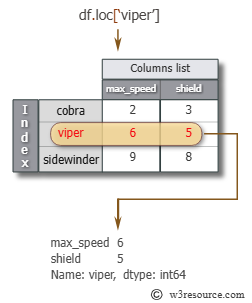 df.loc[‘viper’]
Columns list
max_speed shield
Index
cobra 2 3
viper 6 5
sidewinder 9 8
max_speed 6
shield 5
Name: viper, dtype: int64
© w3resource.com